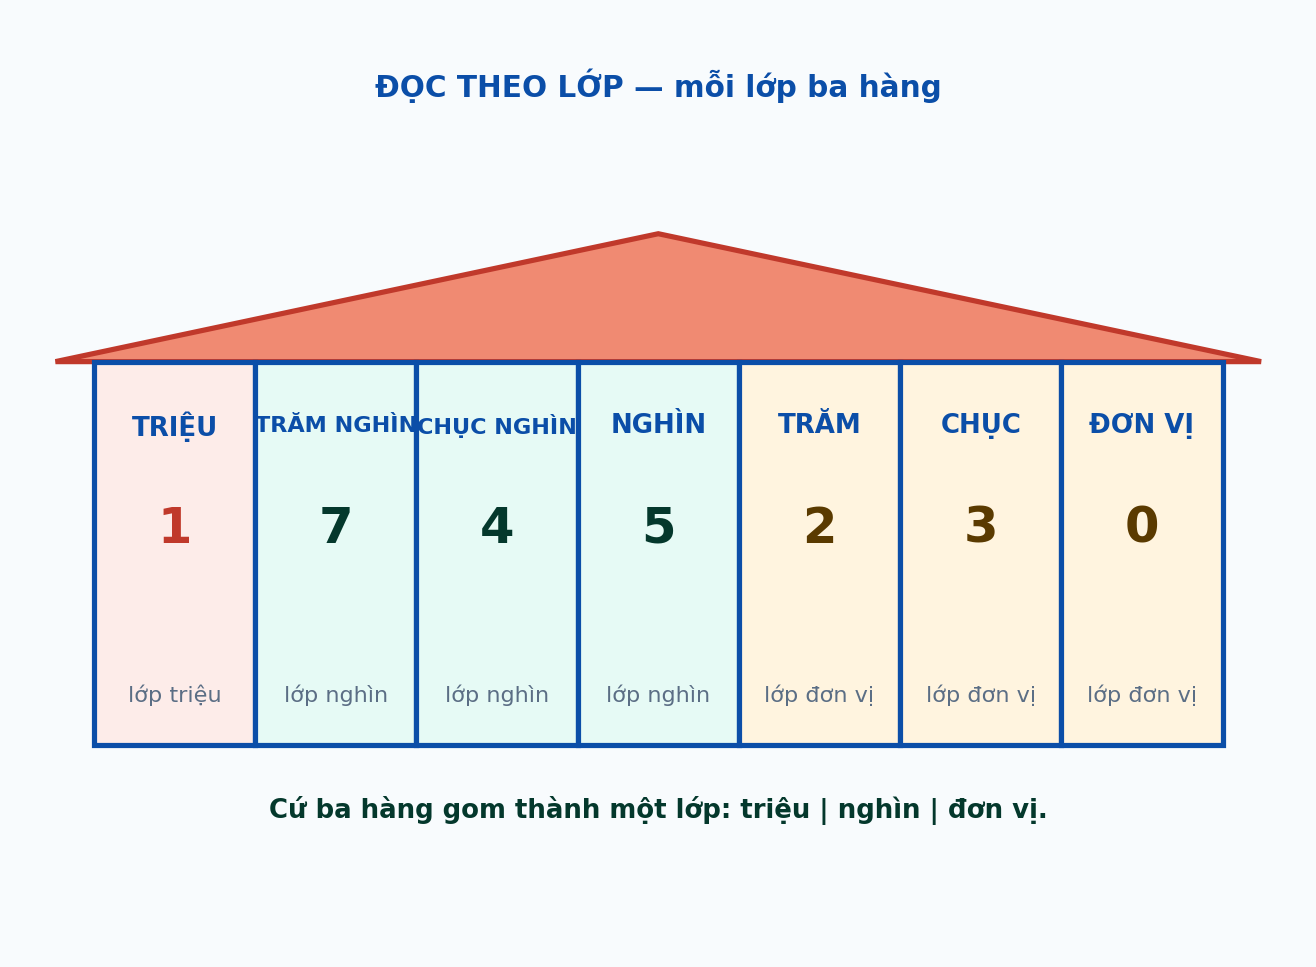 ĐỌC THEO LỚP — mỗi lớp ba hàng
TRIỆU TRĂM NGHÌN CHỤC NGHÌN NGHÌN TRĂM CHỤC ĐƠN VỊ
1 7 4 5 2 3 0
lớp triệu lớp nghìn lớp nghìn lớp nghìn lớp đơn vị lớp đơn vị lớp đơn vị
Cứ ba hàng gom thành một lớp: triệu | nghìn | đơn vị.